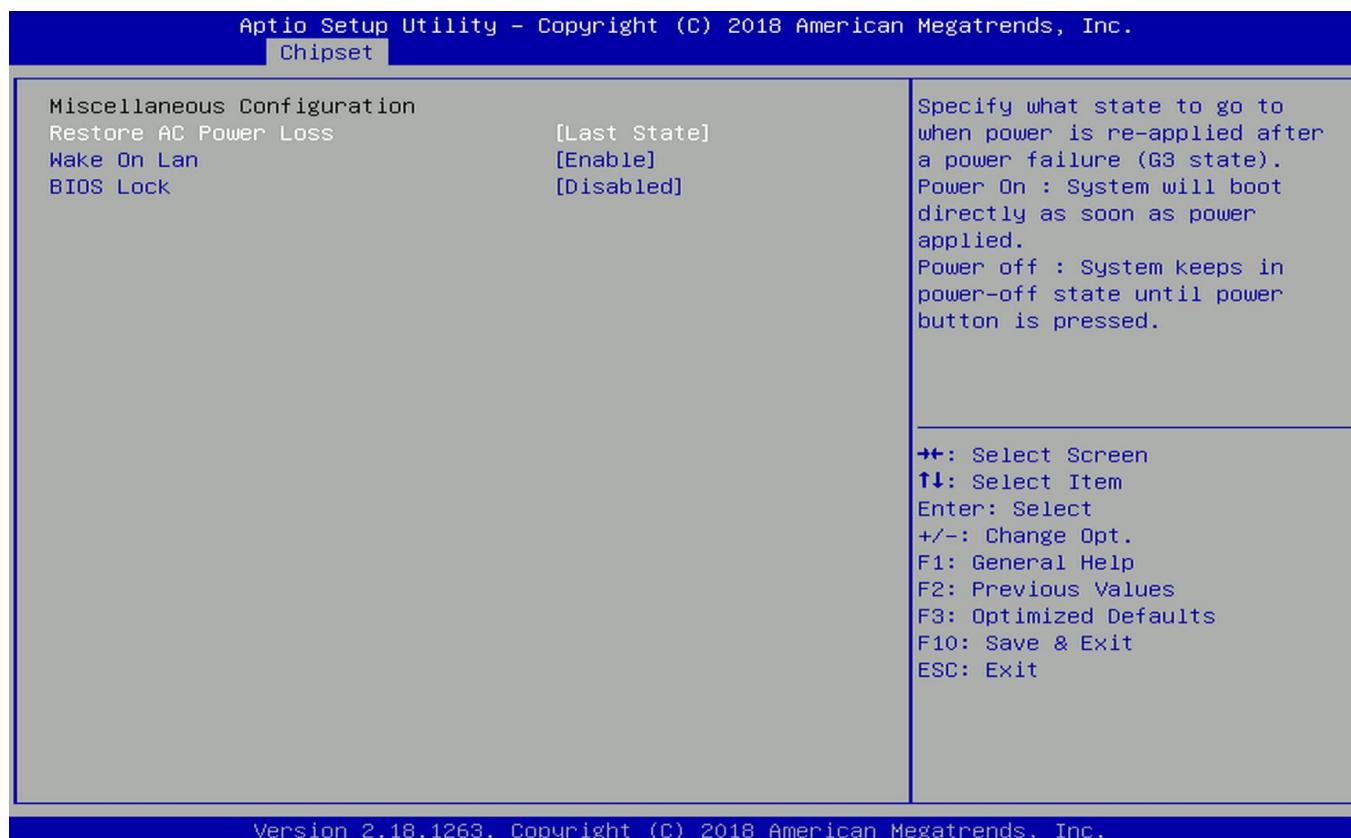 Aptio Setup Utility – Copyright (C) 2018 American Megatrends, Inc.
Chipset
Miscellaneous Configuration
Restore AC Power Loss [Last State]
Wake On Lan [Enable]
BIOS Lock [Disabled]
Specify what state to go to
when power is re-applied after
a power failure (G3 state).
Power On : System will boot
directly as soon as power
applied.
Power off : System keeps in
power-off state until power
button is pressed.
→←: Select Screen
↑↓: Select Item
Enter: Select
+/-: Change Opt.
F1: General Help
F2: Previous Values
F3: Optimized Defaults
F10: Save & Exit
ESC: Exit
Version 2.18.1263. Copyright (C) 2018 American Megatrends, Inc.